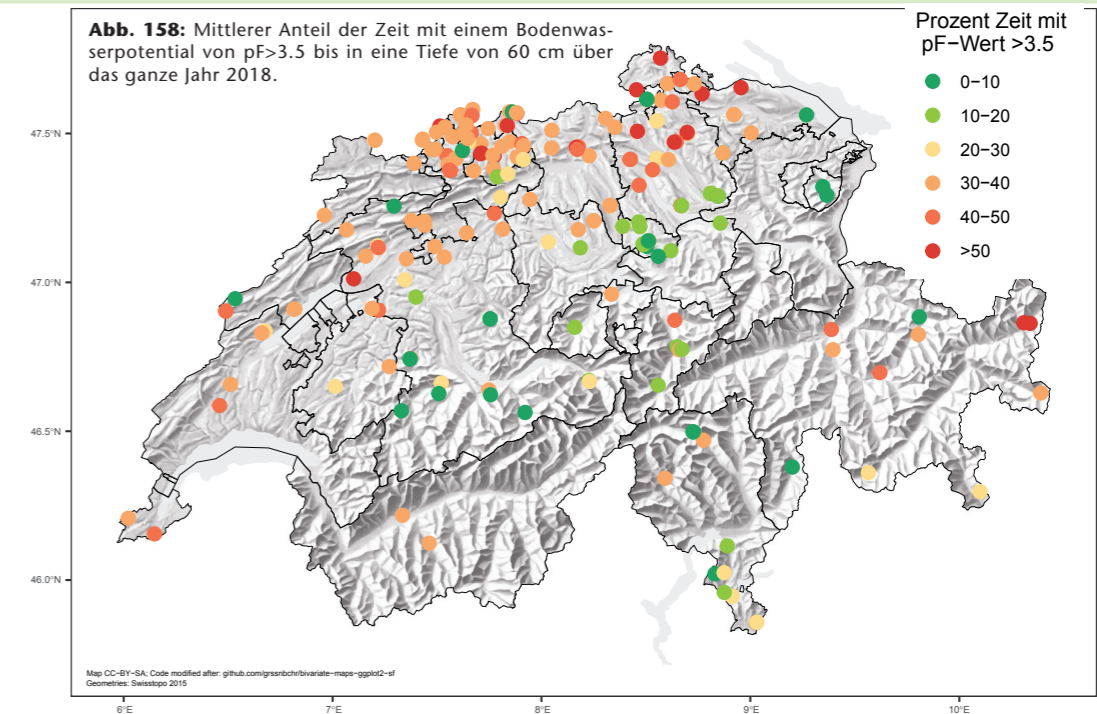 Abb. 158: Mittlerer Anteil der Zeit mit einem Bodenwas-
serpotential von pF>3.5 bis in eine Tiefe von 60 cm über
das ganze Jahr 2018.
Prozent Zeit mit
pF−Wert >3.5
0−10
10−20
20−30
30−40
40−50
>50
47.5°N
47.0°N
46.5°N
46.0°N
Map CC−BY−SA; Code modified after: github.com/grssnbchr/bivariate−maps−ggplot2−sf
Geometries: Swisstopo 2015
6°E
7°E
8°E
9°E
10°E